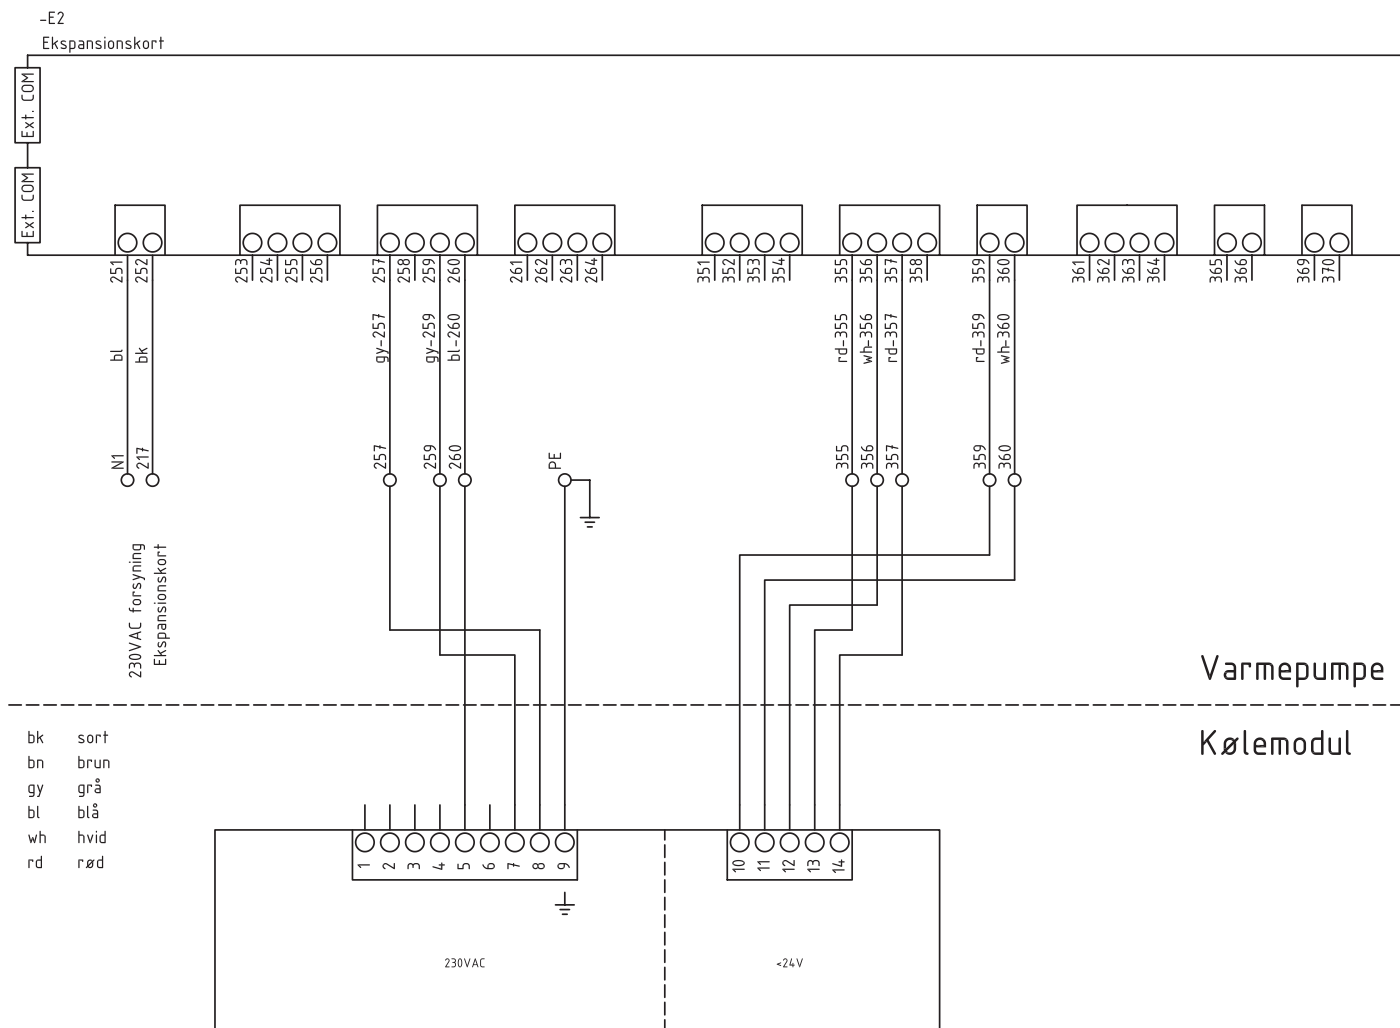 -E2
Ekspansionskort
Ext. COM
Ext. COM
251
252
253
254
255
256
257
258
259
260
261
262
263
264
351
352
353
354
355
356
357
358
359
360
361
362
363
364
365
366
369
370
bl
bk
gy-257
gy-259
bl-260
rd-355
wh-356
rd-357
rd-359
wh-360
N1
217
257
259
260
PE
355
356
357
359
360
230VAC forsyning
Ekspansionskort
Varmepumpe
Kølemodul
bk sort
bn brun
gy grå
bl blå
wh hvid
rd rød
1
2
3
4
5
6
7
8
9
10
11
12
13
14
230VAC
<24V